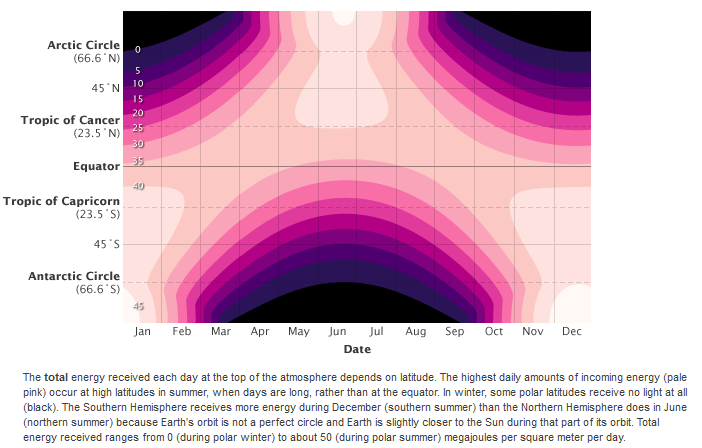 Arctic Circle
(66.6°N)
0
5
45°N
10
15
Tropic of Cancer
20
(23.5°N)
25
30
Equator
35
40
Tropic of Capricorn
(23.5°S)
45°S
Antarctic Circle
(66.6°S)
45
Jan Feb Mar Apr May Jun Jul Aug Sep Oct Nov Dec
Date
The total energy received each day at the top of the atmosphere depends on latitude. The highest daily amounts of incoming energy (pale
pink) occur at high latitudes in summer, when days are long, rather than at the equator. In winter, some polar latitudes receive no light at all
(black). The Southern Hemisphere receives more energy during December (southern summer) than the Northern Hemisphere does in June
(northern summer) because Earth's orbit is not a perfect circle and Earth is slightly closer to the Sun during that part of its orbit. Total
energy received ranges from 0 (during polar winter) to about 50 (during polar summer) megajoules per square meter per day.